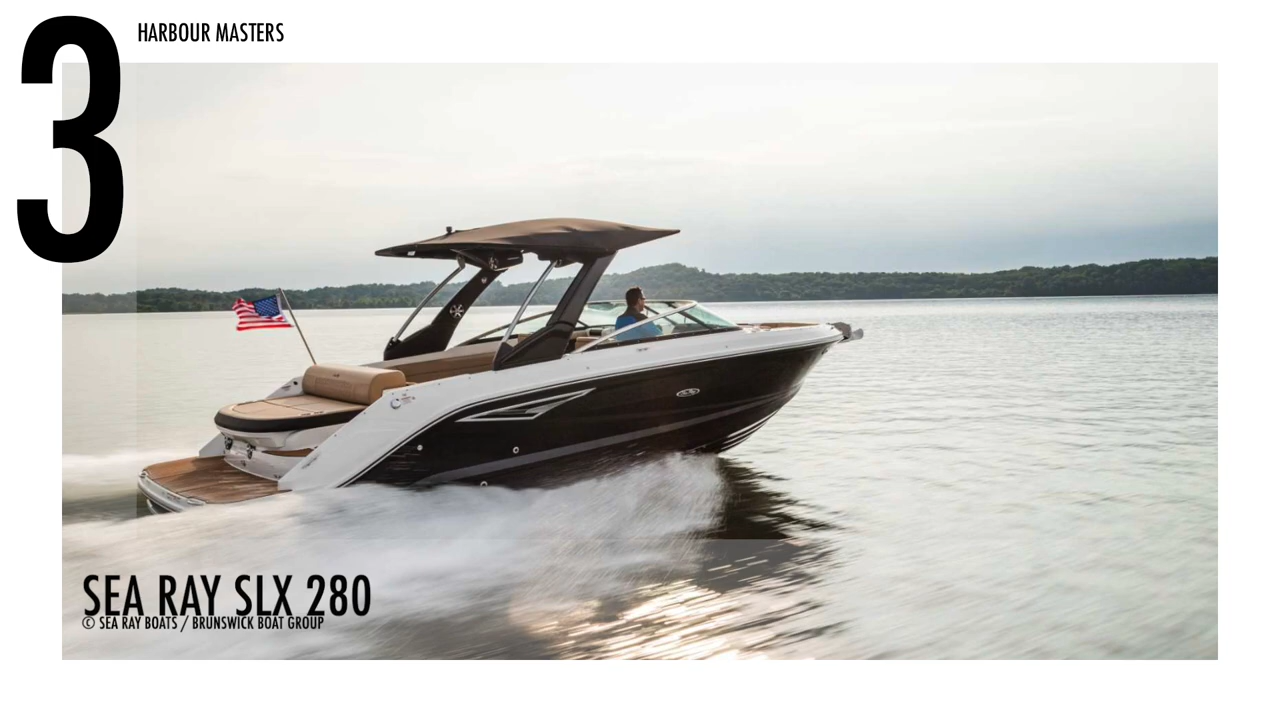 3
HARBOUR MASTERS
SEA RAY SLX 280
© SEA RAY BOATS / BRUNSWICK BOAT GROUP